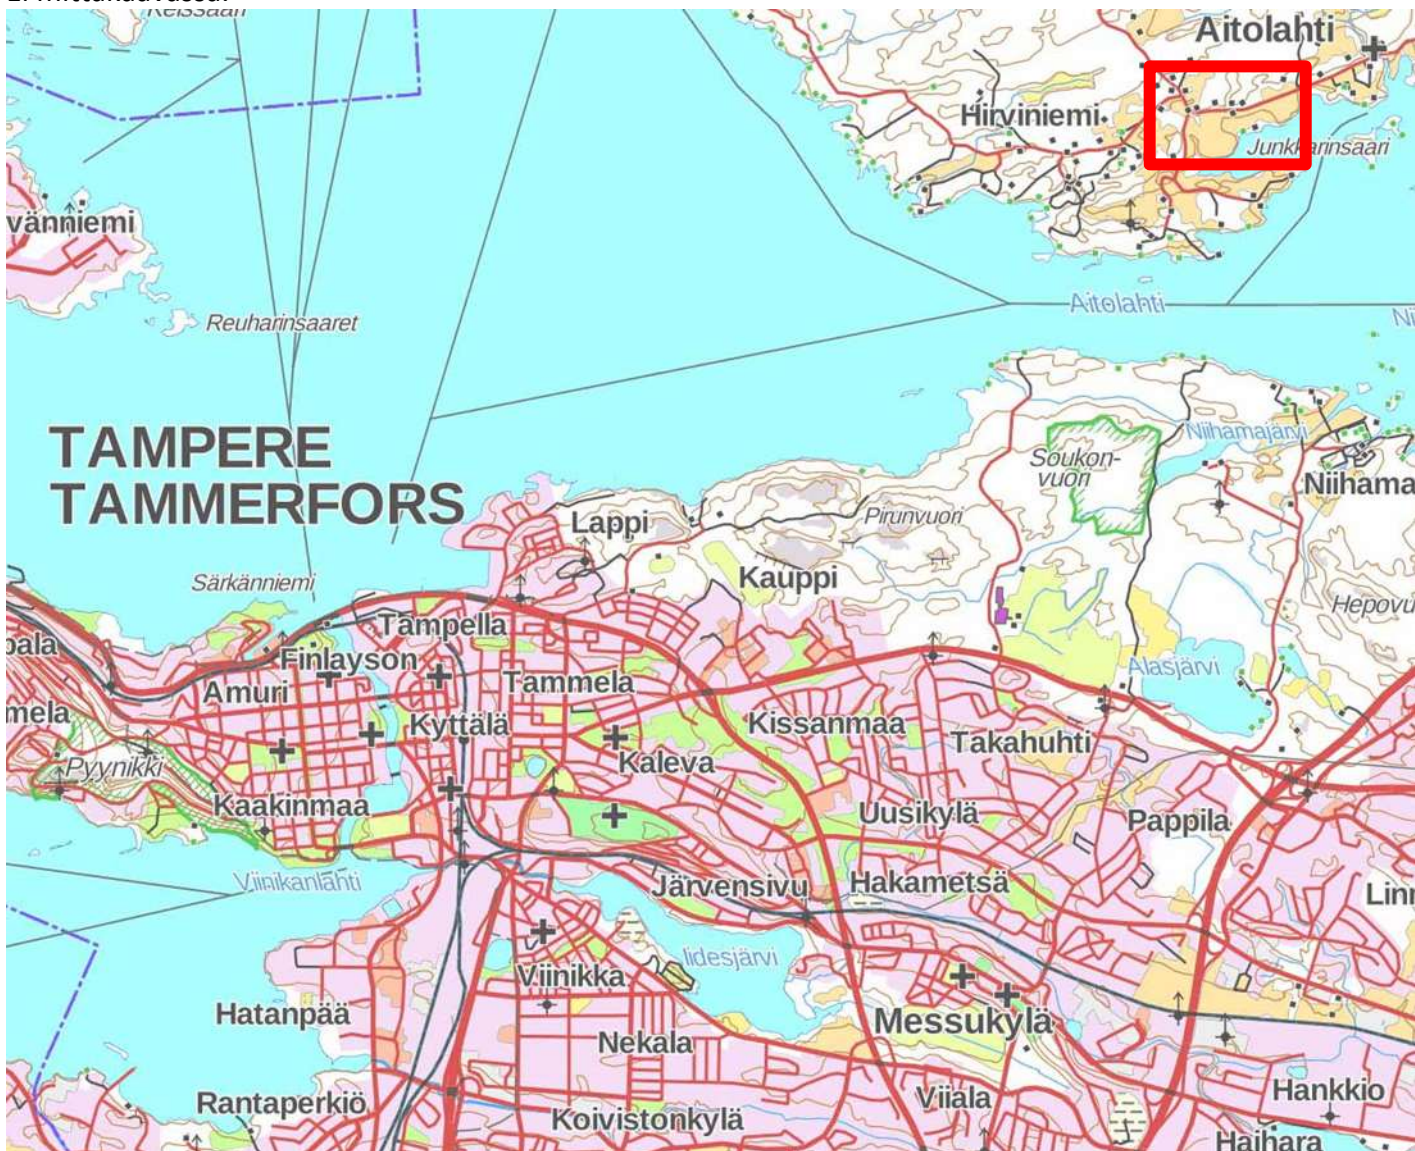 Aitolahti
Hirviniemi
Junkkarinsaari
vänniemi
Aitolahti
Reuharinsaaret
TAMPERE
TAMMERFORS
Niihamajärvi
Soukon-
vuori
Niihama
Lappi
Pirunvuori
Särkänniemi
Kauppi
Hepovu
Tampella
pala
Finlayson
Alasjärvi
Amuri
Tammela
mela
Kyttälä
Kissanmaa
Takahuhti
Pyynikki
Kaleva
Kaakinmaa
Uusikylä
Pappila
Viinikanlahti
Järvensivu
Hakametsä
Linn
Iidesjärvi
Viinikka
Hatanpää
Messukylä
Nekala
Hankkio
Rantaperkiö
Viiala
Koivistonkylä
Haihara